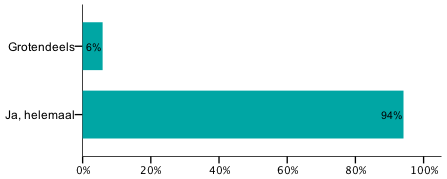 Grotendeels 6%
Ja, helemaal 94%
0% 20% 40% 60% 80% 100%